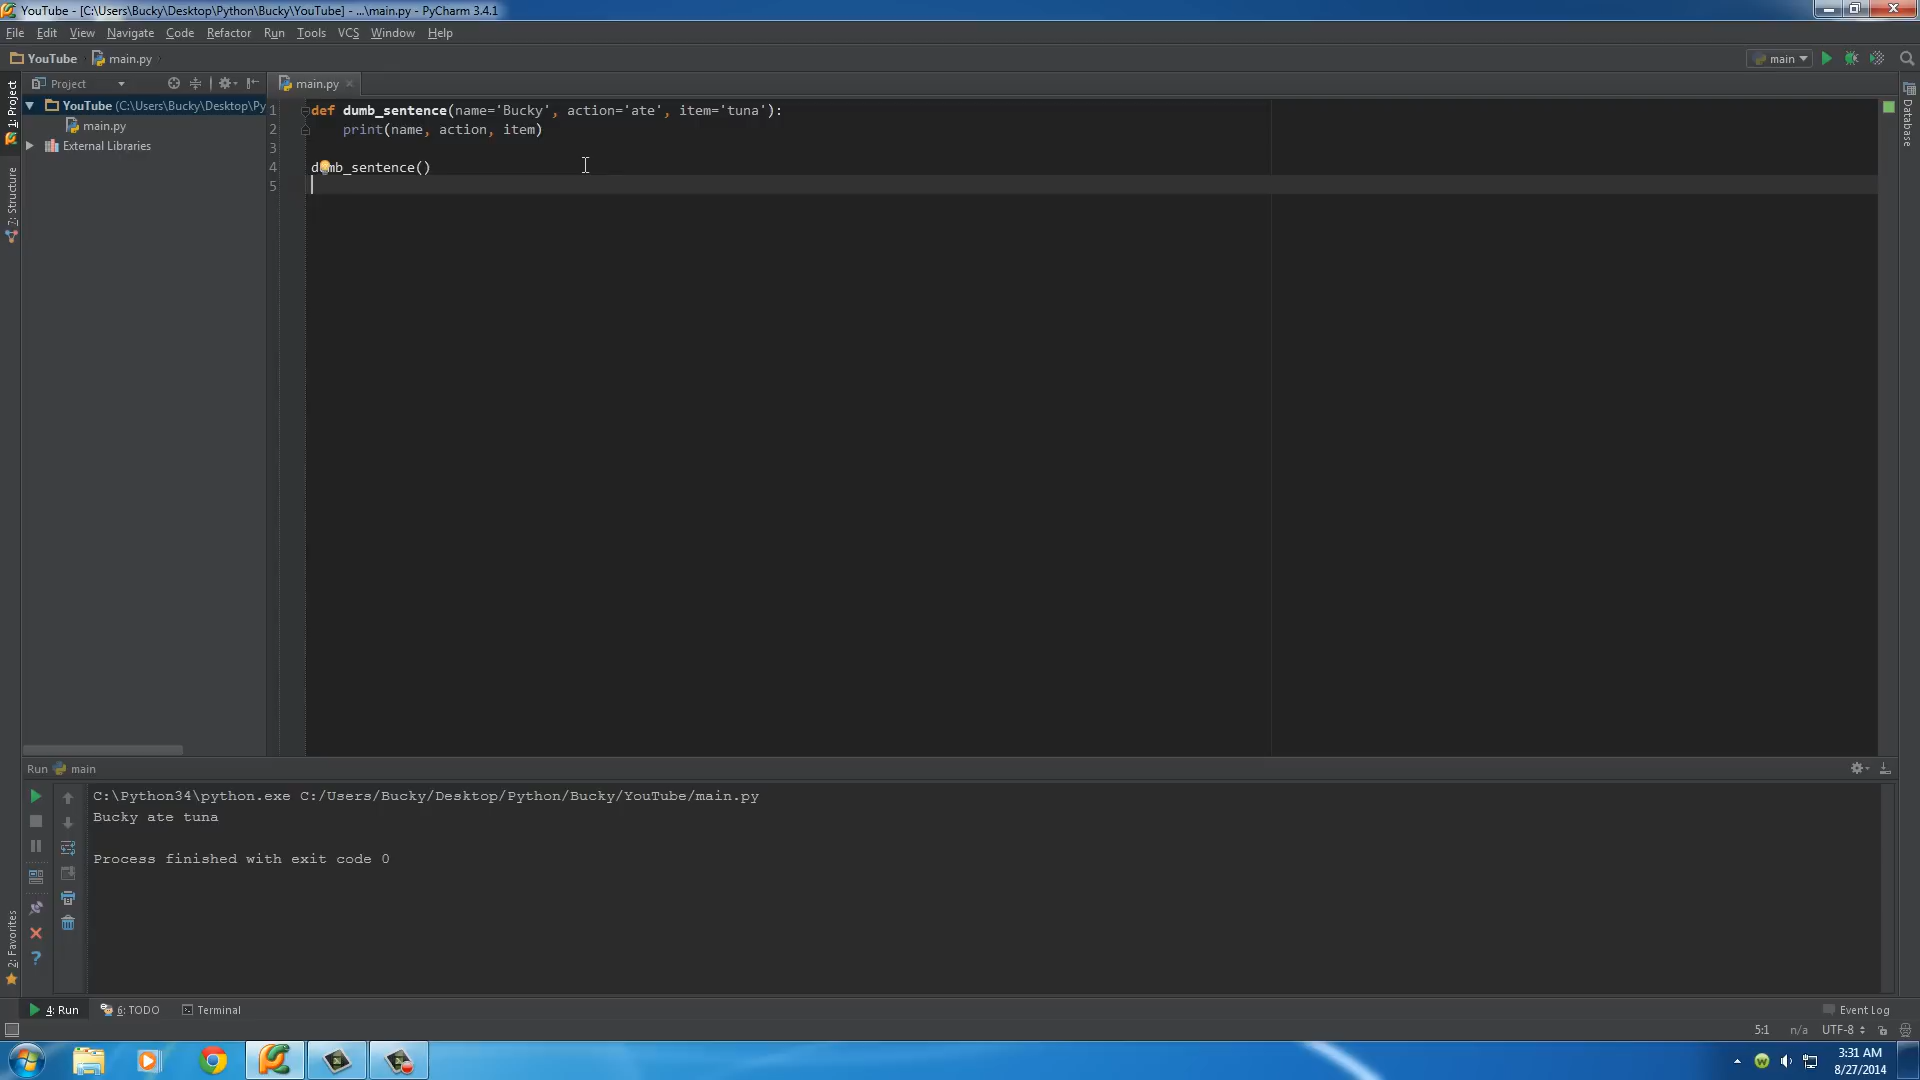 YouTube - [C:\Users\Bucky\Desktop\Python\Bucky\YouTube] - ...\main.py - PyCharm 3.4.1
File Edit View Navigate Code Refactor Run Tools VCS Window Help
YouTube main.py main
Project main.py
1: Project
7: Structure
2: Favorites
Database
YouTube (C:\Users\Bucky\Desktop\Py
main.py
External Libraries
1 def dumb_sentence(name='Bucky', action='ate', item='tuna'):
2 print(name, action, item)
3
4 dumb_sentence()
5
Run main
C:\Python34\python.exe C:/Users/Bucky/Desktop/Python/Bucky/YouTube/main.py
Bucky ate tuna
Process finished with exit code 0
4: Run 6: TODO Terminal Event Log
5:1 n/a UTF-8
3:31 AM
8/27/2014